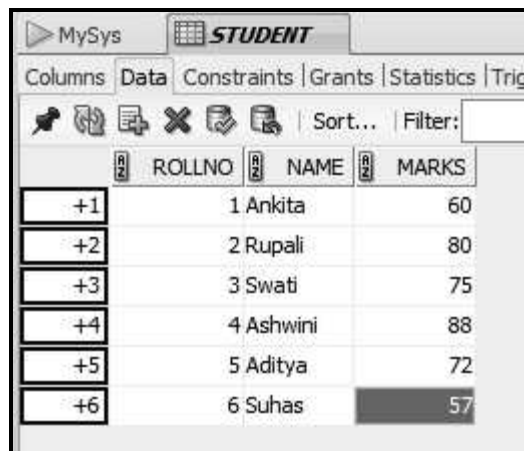 MySys STUDENT
Columns Data Constraints Grants Statistics Trig
Sort... Filter:
ROLLNO NAME MARKS
+1 1 Ankita 60
+2 2 Rupali 80
+3 3 Swati 75
+4 4 Ashwini 88
+5 5 Aditya 72
+6 6 Suhas 57